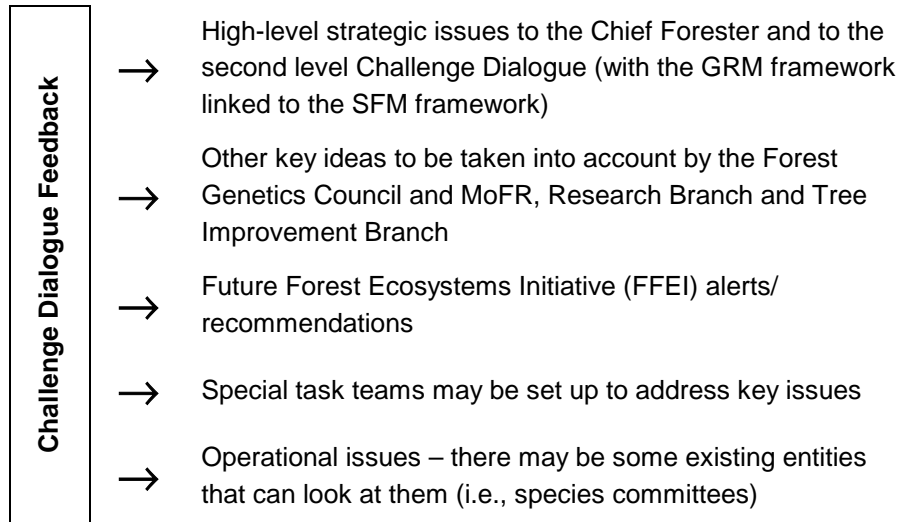 Challenge Dialogue Feedback
→ High-level strategic issues to the Chief Forester and to the
second level Challenge Dialogue (with the GRM framework
linked to the SFM framework)
→ Other key ideas to be taken into account by the Forest
Genetics Council and MoFR, Research Branch and Tree
Improvement Branch
→ Future Forest Ecosystems Initiative (FFEI) alerts/
recommendations
→ Special task teams may be set up to address key issues
→ Operational issues – there may be some existing entities
that can look at them (i.e., species committees)